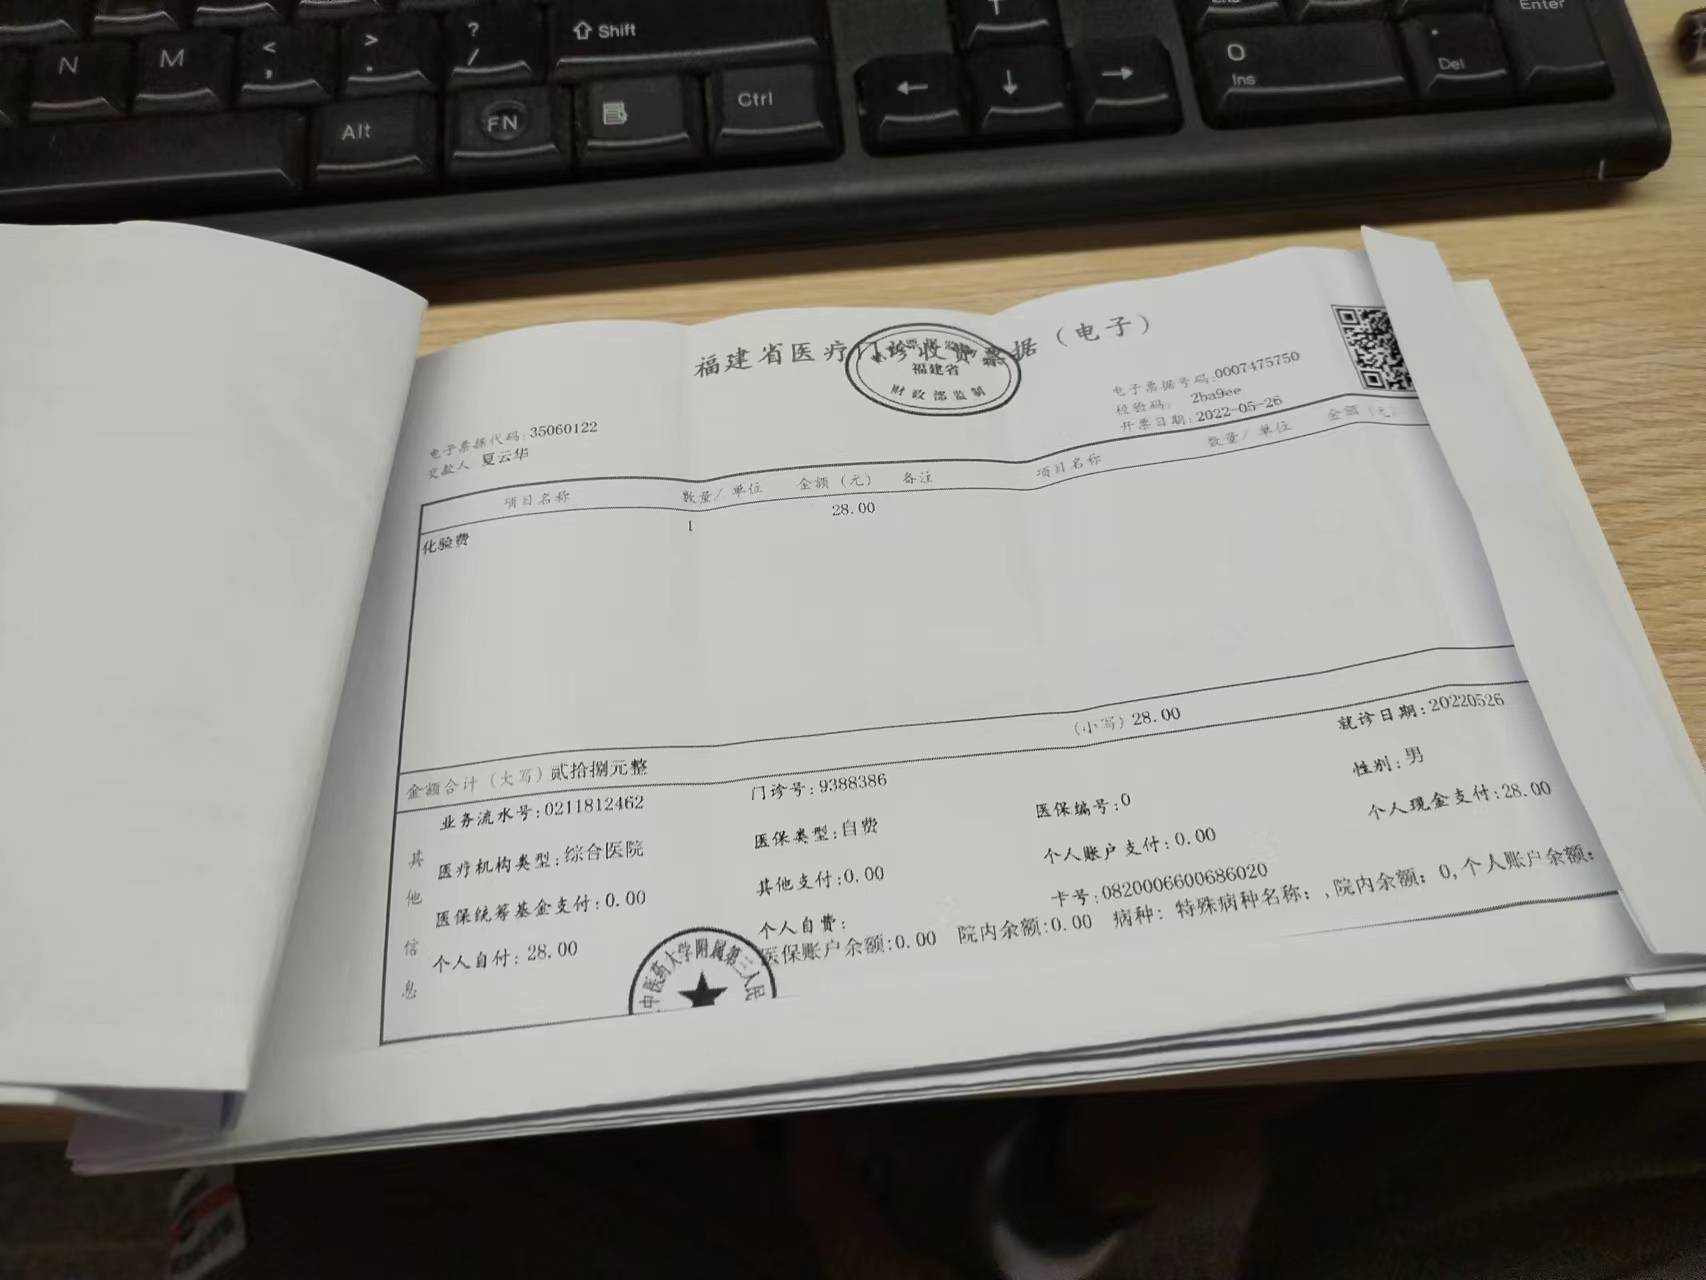 N M < , > . ? / ⇧ Shift
Alt FN Ctrl
← ↓ →
0 Ins . Del Enter
福建省医疗门诊收费票据（电子）
福建省
财政部监制
电子票据代码:35060122
交款人 夏云华
电子票据号码:0007475750
检验码: 2ba9ee
开票日期:2022-05-26
项目名称 数量/单位 金额（元） 备注 项目名称 数量/单位 金额（元）
化验费 1 28.00
金额合计（大写）贰拾捌元整 （小写）28.00
其他信息
业务流水号:0211812462 门诊号:9388386 医保编号:0 就诊日期:20220526
医疗机构类型:综合医院 医保类型:自费 个人账户支付:0.00 性别:男
医保统筹基金支付:0.00 其他支付:0.00 卡号:0820006600686020 个人现金支付:28.00
个人自付:28.00 个人自费:
医保账户余额:0.00 院内余额:0.00 病种: 特殊病种名称:,院内余额: 0,个人账户余额:
中医药大学附属第三人民